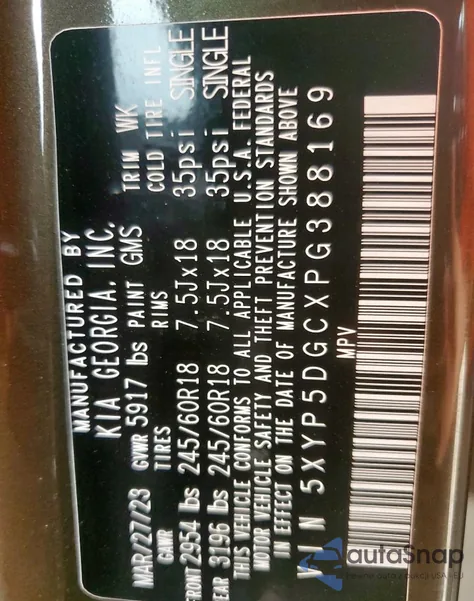 MANUFACTURED BY
KIA GEORGIA, INC.
MAR/27/23 GVWR 5917 lbs PAINT GMS TRIM WK
GAWR TIRES RIMS COLD TIRE INFL
FRONT 2954 lbs 245/60R18 7.5Jx18 35psi SINGLE
EAR 3196 lbs 245/60R18 7.5Jx18 35psi SINGLE
THIS VEHICLE CONFORMS TO ALL APPLICABLE U.S.A. FEDERAL
MOTOR VEHICLE SAFETY AND THEFT PREVENTION STANDARDS
IN EFFECT ON THE DATE OF MANUFACTURE SHOWN ABOVE
VIN 5XYP5DGCXPG388169
MPV
autoSnap